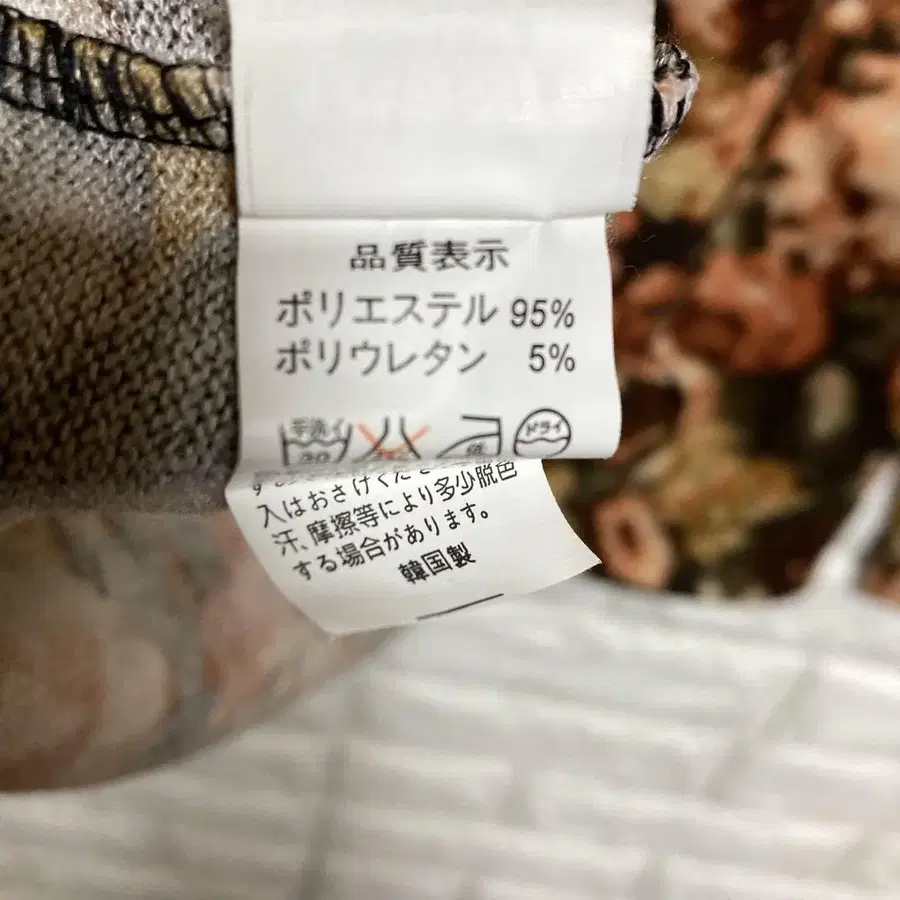 品質表示
ポリエステル 95%
ポリウレタン 5%
手洗イ
30
ドライ
入はおさけくださ
汗、摩擦等により多少脱色
する場合があります。
韓国製